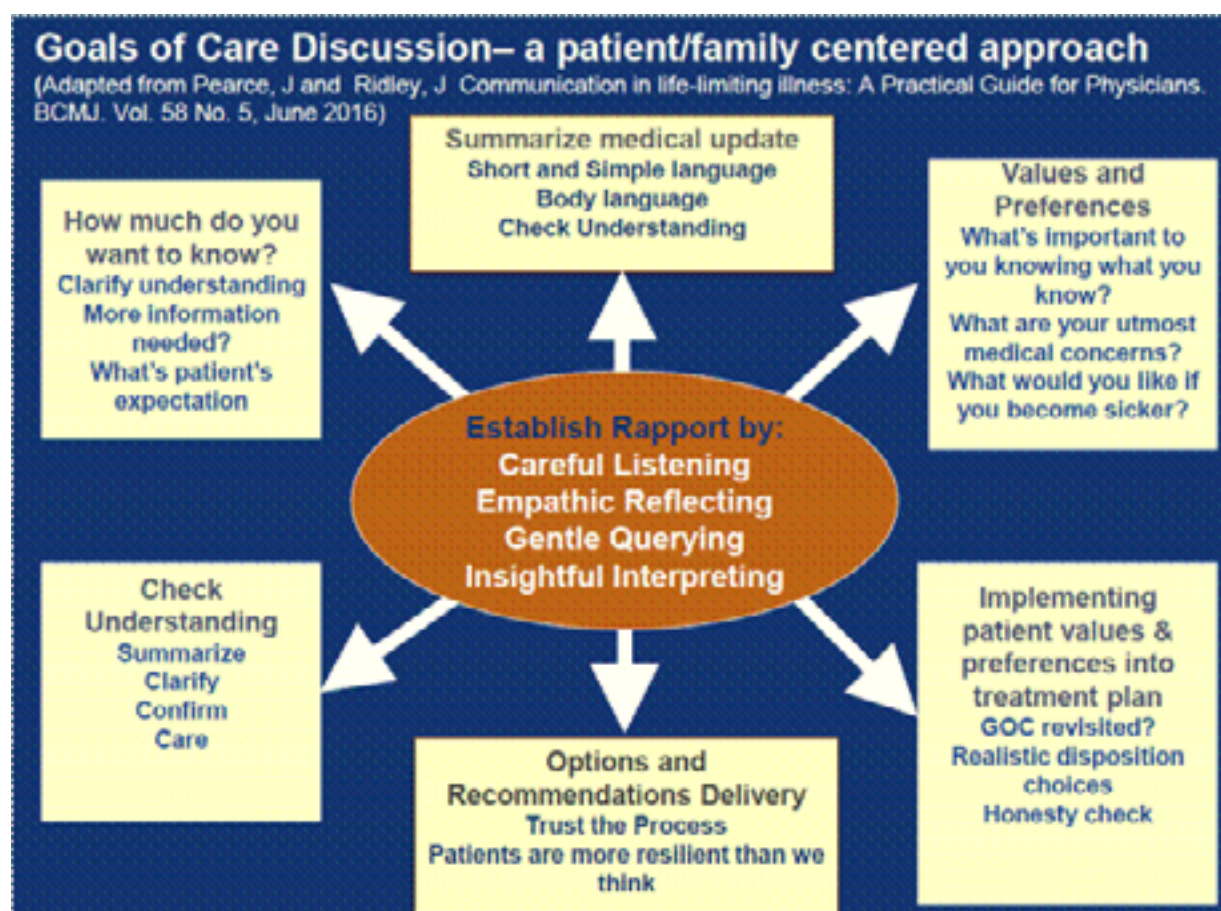 Goals of Care Discussion– a patient/family centered approach
(Adapted from Pearce, J and Ridley, J Communication in life-limiting illness: A Practical Guide for Physicians.
BCMJ. Vol. 58 No. 5, June 2016)
Summarize medical update
Short and Simple language
Body language
Check Understanding
How much do you
want to know?
Clarify understanding
More information
needed?
What's patient's
expectation
Values and
Preferences
What's important to
you knowing what you
know?
What are your utmost
medical concerns?
What would you like if
you become sicker?
Establish Rapport by:
Careful Listening
Empathic Reflecting
Gentle Querying
Insightful Interpreting
Check
Understanding
Summarize
Clarify
Confirm
Care
Options and
Recommendations Delivery
Trust the Process
Patients are more resilient than we
think
Implementing
patient values &
preferences into
treatment plan
GOC revisited?
Realistic disposition
choices
Honesty check